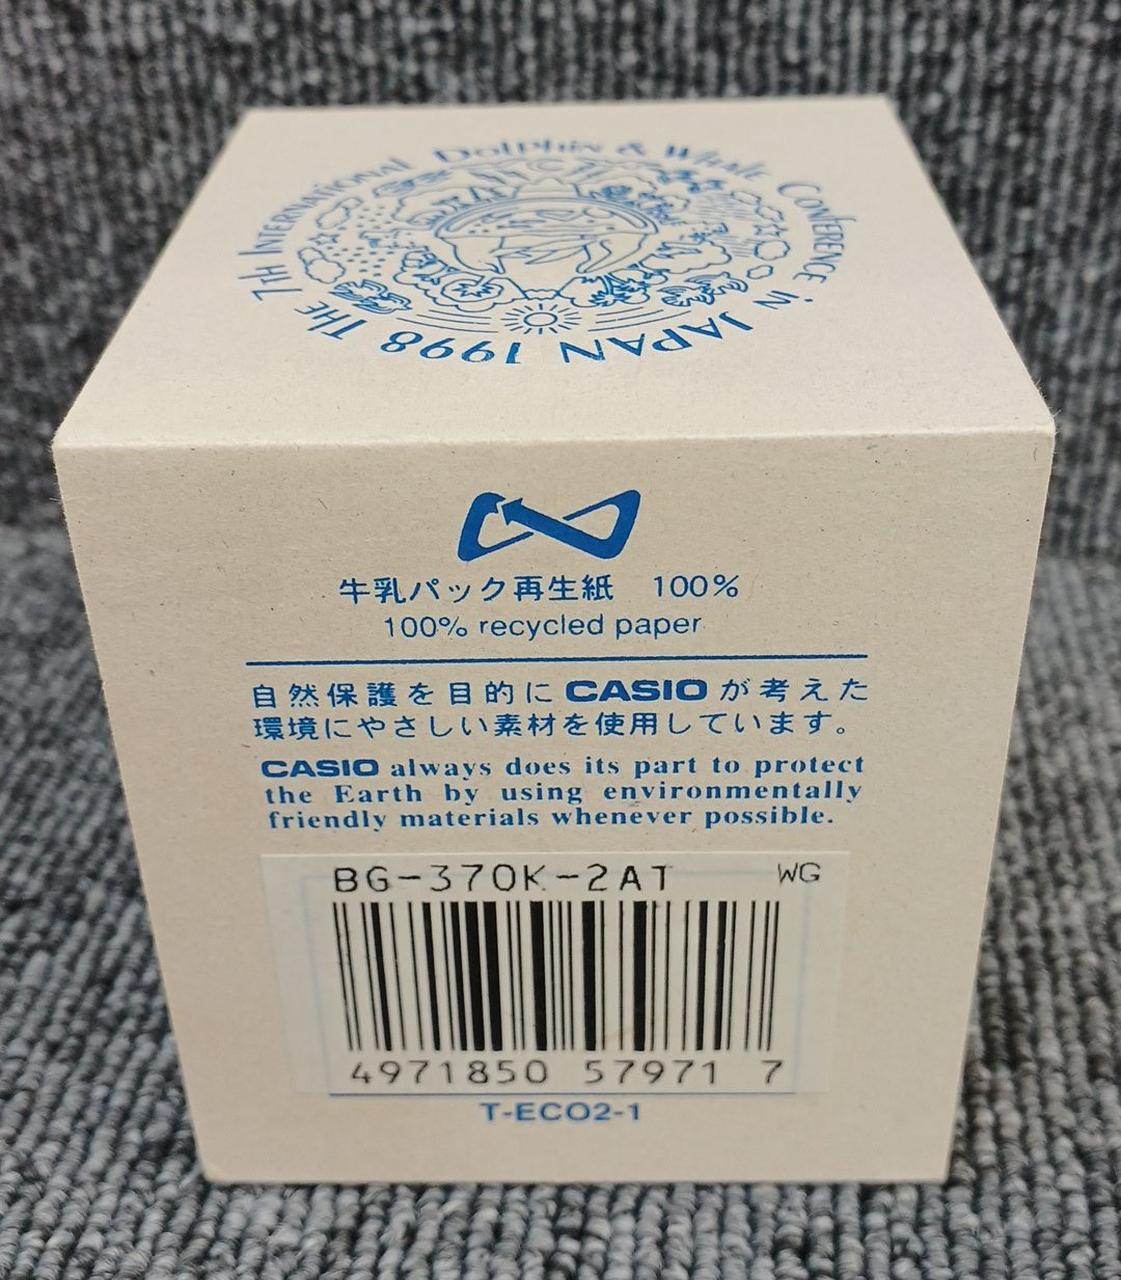 THE 7TH INTERNATIONAL Dolphin & Whale CONFERENCE iN JAPAN 1998
ICERC
牛乳パック再生紙 100%
100% recycled paper
自然保護を目的にCASIOが考えた
環境にやさしい素材を使用しています。
CASIO always does its part to protect
the Earth by using environmentally
friendly materials whenever possible.
BG-370K-2AT WG
4971850 57971 7
T-ECO2-1